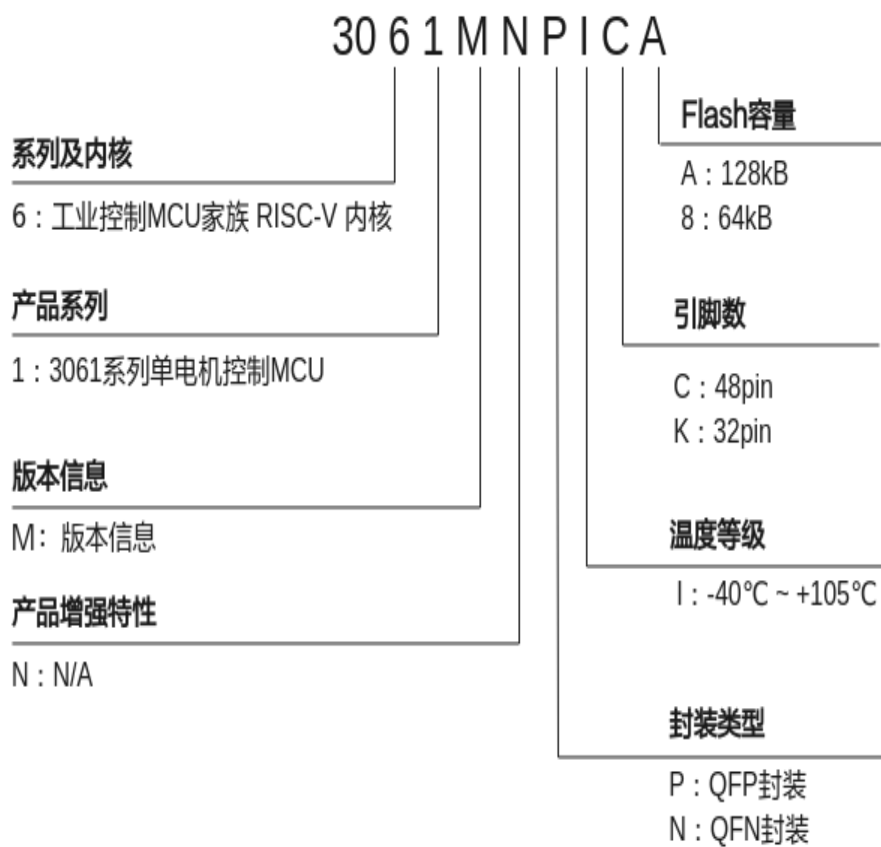 3061MNPICA
系列及内核
6：工业控制MCU家族 RISC-V 内核
产品系列
1：3061系列单电机控制MCU
版本信息
M：版本信息
产品增强特性
N：N/A
Flash容量
A：128kB
8：64kB
引脚数
C：48pin
K：32pin
温度等级
I：-40℃ ~ +105℃
封装类型
P：QFP封装
N：QFN封装